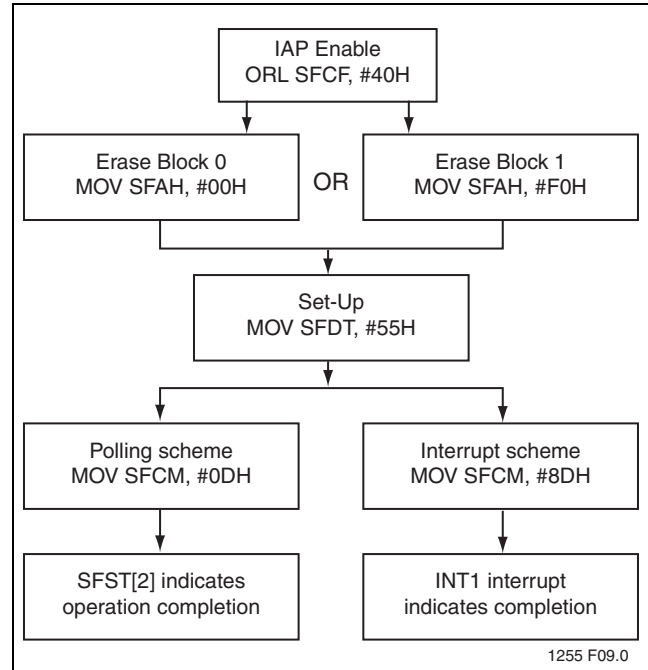 IAP Enable
ORL SFCF, #40H
Erase Block 0
MOV SFAH, #00H
OR
Erase Block 1
MOV SFAH, #F0H
Set-Up
MOV SFDT, #55H
Polling scheme
MOV SFCM, #0DH
Interrupt scheme
MOV SFCM, #8DH
SFST[2] indicates
operation completion
INT1 interrupt
indicates completion
1255 F09.0